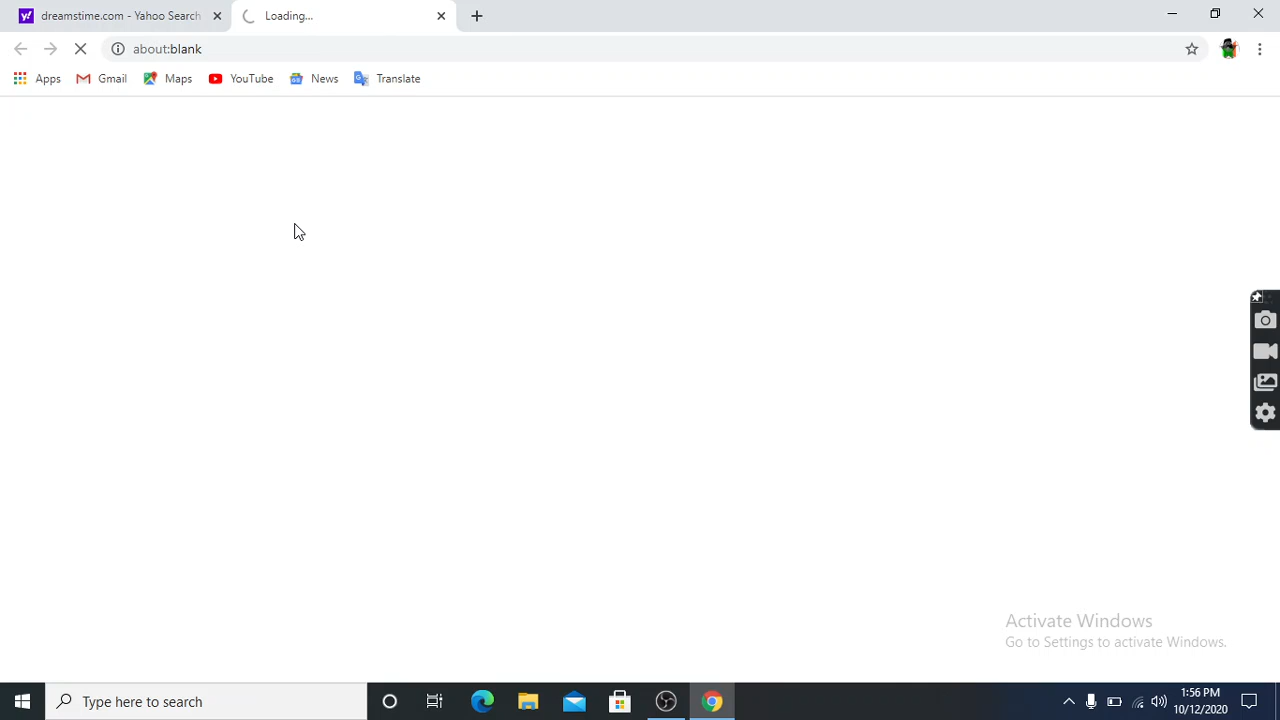 dreamstime.com - Yahoo Search
Loading...
about:blank
Apps
Gmail
Maps
YouTube
News
Translate
Activate Windows
Go to Settings to activate Windows.
Type here to search
1:56 PM
10/12/2020